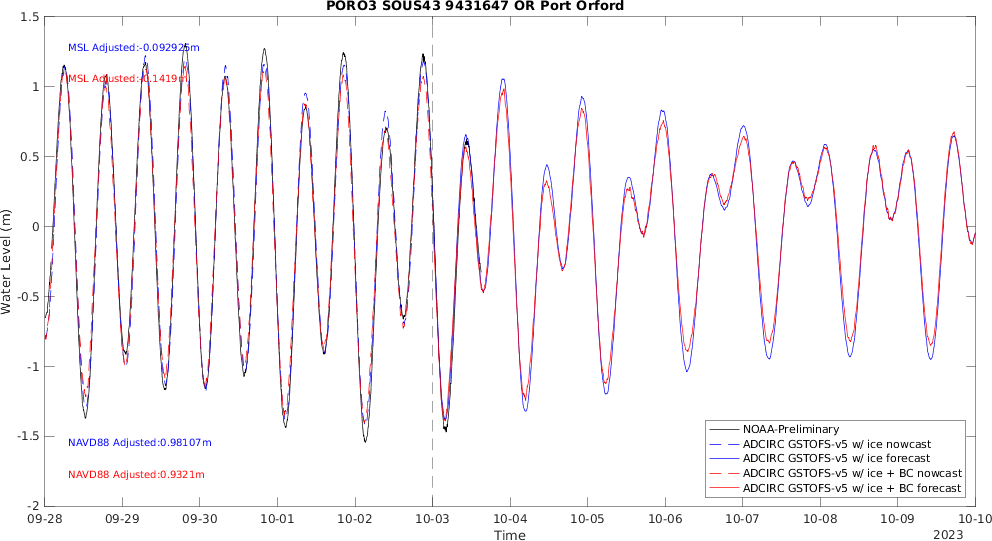 PORO3 SOUS43 9431647 OR Port Orford
1.5
1
0.5
0
-0.5
-1
-1.5
-2
Water Level (m)
MSL Adjusted:-0.092925m
MSL Adjusted:-0.1419m
NAVD88 Adjusted:0.98107m
NAVD88 Adjusted:0.9321m
NOAA-Preliminary
ADCIRC GSTOFS-v5 w/ ice nowcast
ADCIRC GSTOFS-v5 w/ ice forecast
ADCIRC GSTOFS-v5 w/ ice + BC nowcast
ADCIRC GSTOFS-v5 w/ ice + BC forecast
09-28 09-29 09-30 10-01 10-02 10-03 10-04 10-05 10-06 10-07 10-08 10-09 10-10
Time
2023